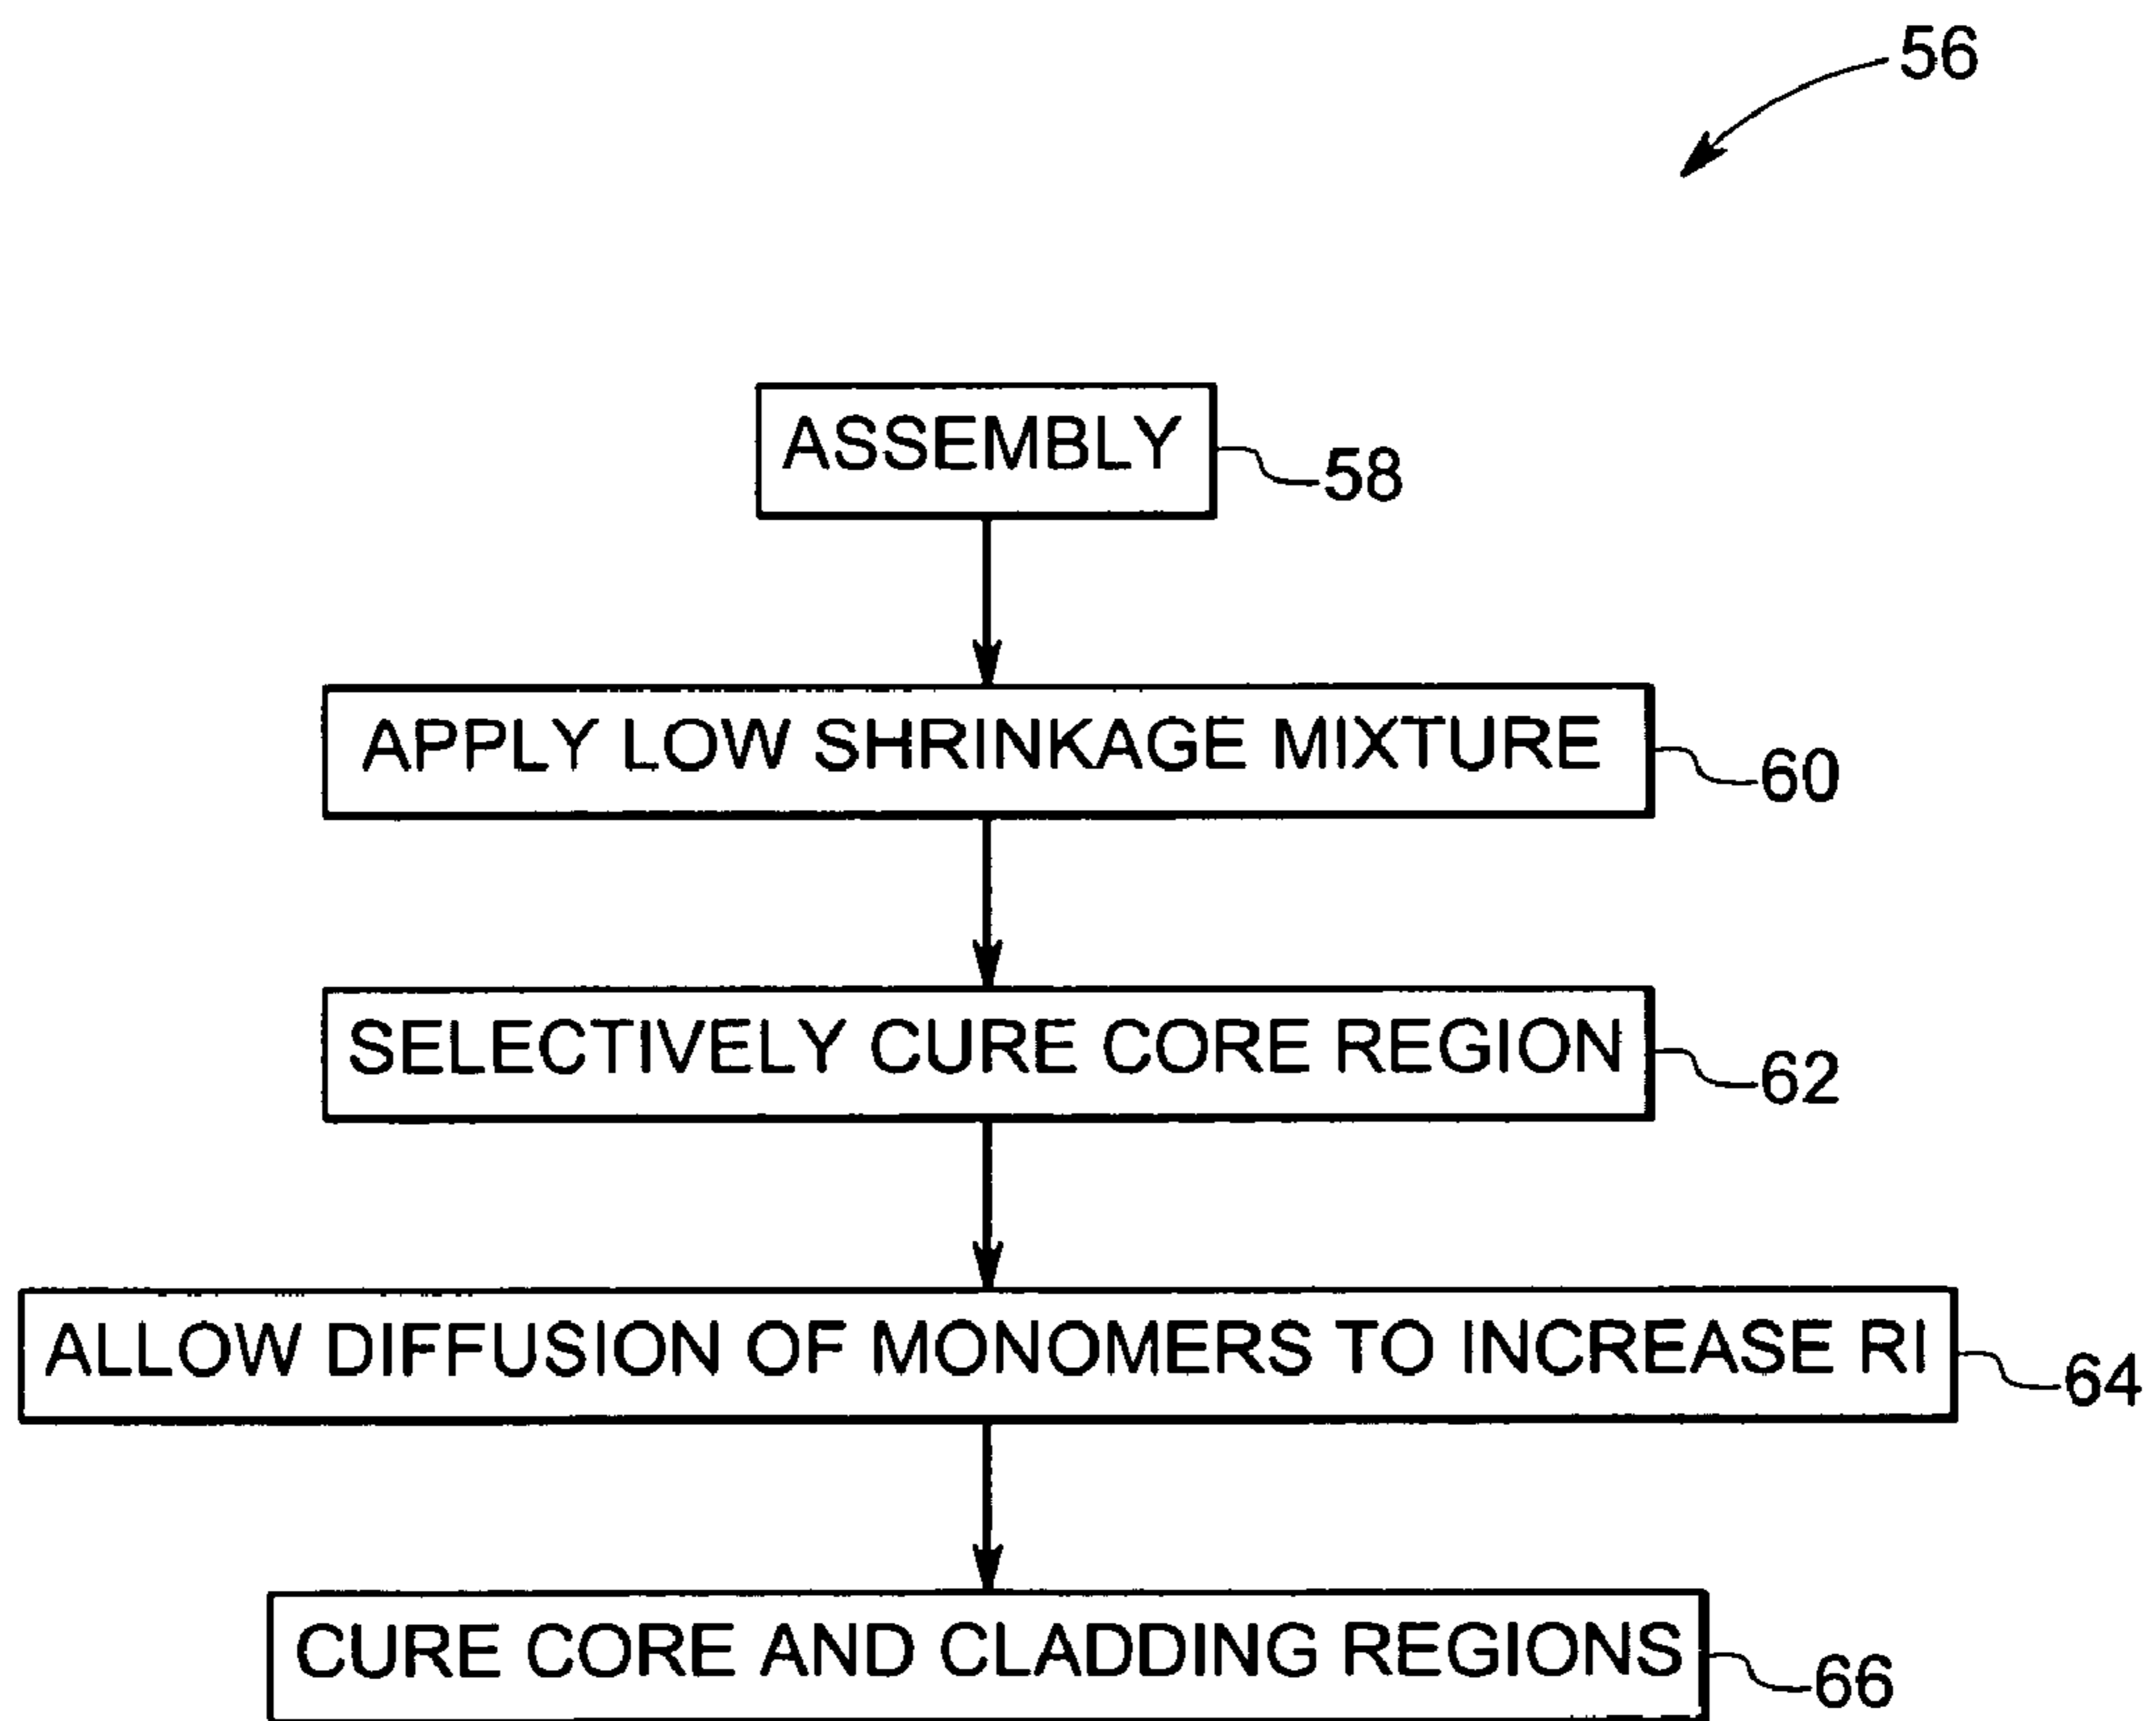 56
ASSEMBLY
58
APPLY LOW SHRINKAGE MIXTURE
60
SELECTIVELY CURE CORE REGION
62
ALLOW DIFFUSION OF MONOMERS TO INCREASE RI
64
CURE CORE AND CLADDING REGIONS
66